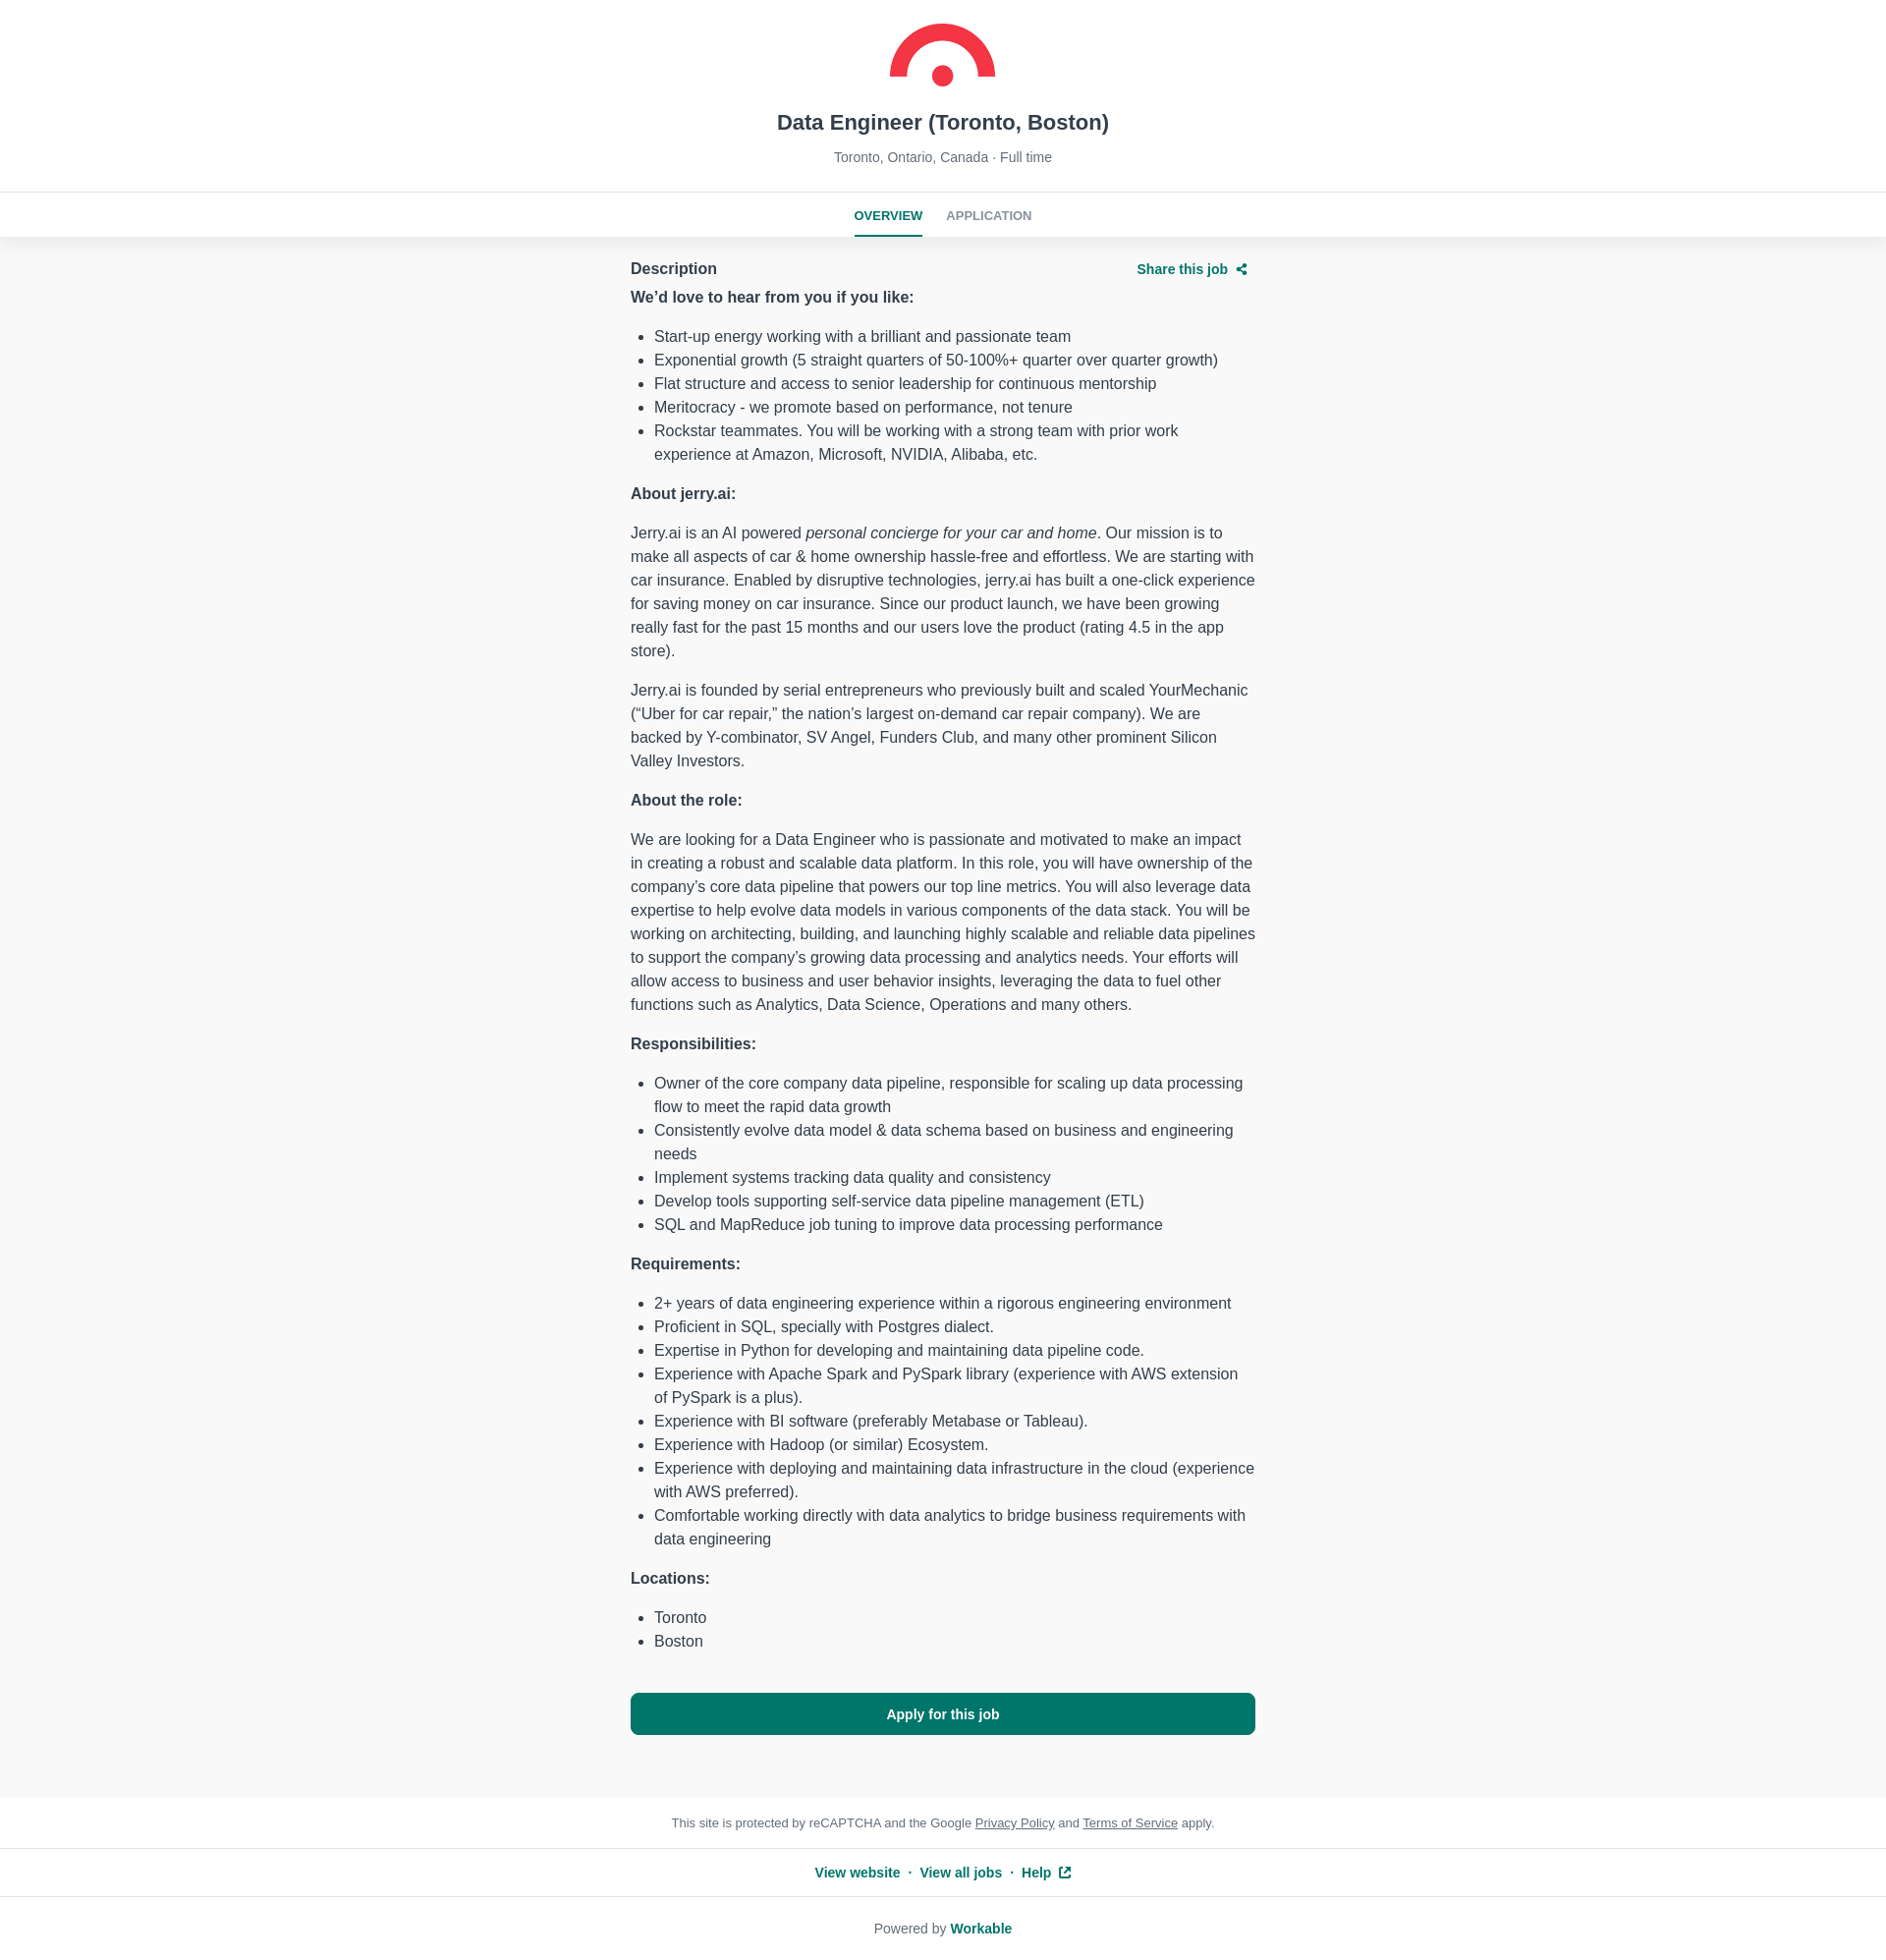 Data Engineer (Toronto, Boston)
Toronto, Ontario, Canada · Full time
OVERVIEW APPLICATION
Description Share this job
We’d love to hear from you if you like:
Start-up energy working with a brilliant and passionate team
Exponential growth (5 straight quarters of 50-100%+ quarter over quarter growth)
Flat structure and access to senior leadership for continuous mentorship
Meritocracy - we promote based on performance, not tenure
Rockstar teammates. You will be working with a strong team with prior work
experience at Amazon, Microsoft, NVIDIA, Alibaba, etc.
About jerry.ai:
Jerry.ai is an AI powered personal concierge for your car and home. Our mission is to
make all aspects of car & home ownership hassle-free and effortless. We are starting with
car insurance. Enabled by disruptive technologies, jerry.ai has built a one-click experience
for saving money on car insurance. Since our product launch, we have been growing
really fast for the past 15 months and our users love the product (rating 4.5 in the app
store).
Jerry.ai is founded by serial entrepreneurs who previously built and scaled YourMechanic
(“Uber for car repair,” the nation’s largest on-demand car repair company). We are
backed by Y-combinator, SV Angel, Funders Club, and many other prominent Silicon
Valley Investors.
About the role:
We are looking for a Data Engineer who is passionate and motivated to make an impact
in creating a robust and scalable data platform. In this role, you will have ownership of the
company’s core data pipeline that powers our top line metrics. You will also leverage data
expertise to help evolve data models in various components of the data stack. You will be
working on architecting, building, and launching highly scalable and reliable data pipelines
to support the company’s growing data processing and analytics needs. Your efforts will
allow access to business and user behavior insights, leveraging the data to fuel other
functions such as Analytics, Data Science, Operations and many others.
Responsibilities:
Owner of the core company data pipeline, responsible for scaling up data processing
flow to meet the rapid data growth
Consistently evolve data model & data schema based on business and engineering
needs
Implement systems tracking data quality and consistency
Develop tools supporting self-service data pipeline management (ETL)
SQL and MapReduce job tuning to improve data processing performance
Requirements:
2+ years of data engineering experience within a rigorous engineering environment
Proficient in SQL, specially with Postgres dialect.
Expertise in Python for developing and maintaining data pipeline code.
Experience with Apache Spark and PySpark library (experience with AWS extension
of PySpark is a plus).
Experience with BI software (preferably Metabase or Tableau).
Experience with Hadoop (or similar) Ecosystem.
Experience with deploying and maintaining data infrastructure in the cloud (experience
with AWS preferred).
Comfortable working directly with data analytics to bridge business requirements with
data engineering
Locations:
Toronto
Boston
Apply for this job
This site is protected by reCAPTCHA and the Google Privacy Policy and Terms of Service apply.
View website · View all jobs · Help
Powered by Workable